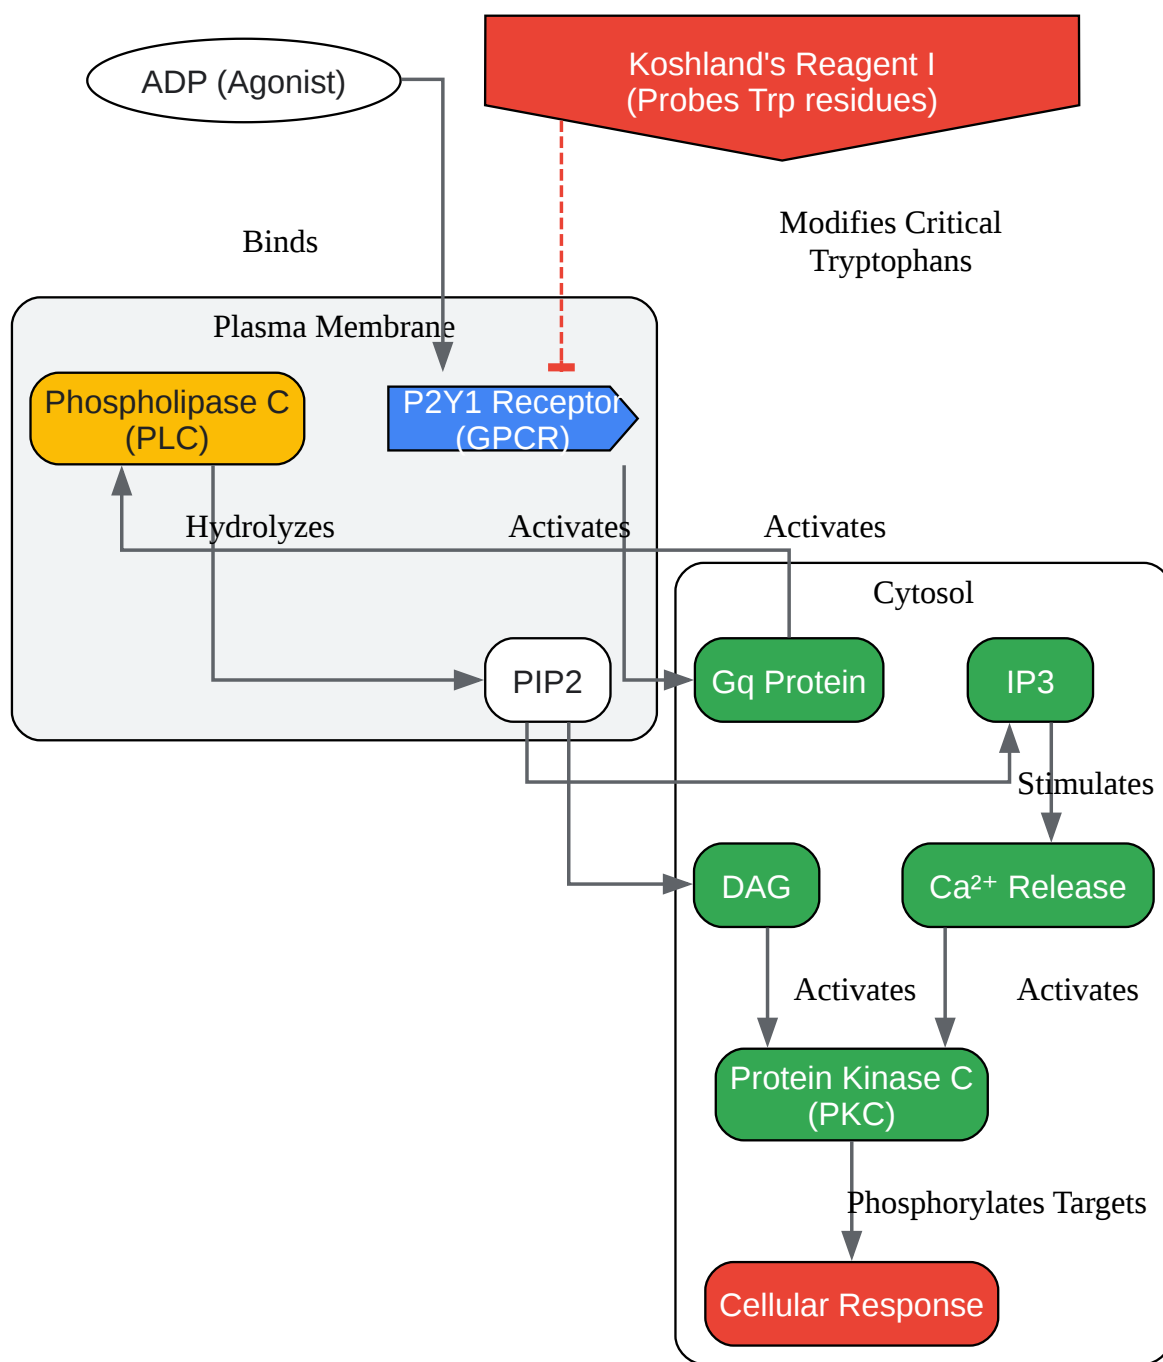 ADP (Agonist)
Koshland's Reagent I
(Probes Trp residues)
Binds
Modifies Critical
Tryptophans
Plasma Membrane
Phospholipase C
(PLC)
P2Y1 Receptor
(GPCR)
Hydrolyzes
Activates
Activates
Cytosol
PIP2
Gq Protein
IP3
Stimulates
DAG
Ca²⁺ Release
Activates
Activates
Protein Kinase C
(PKC)
Phosphorylates Targets
Cellular Response